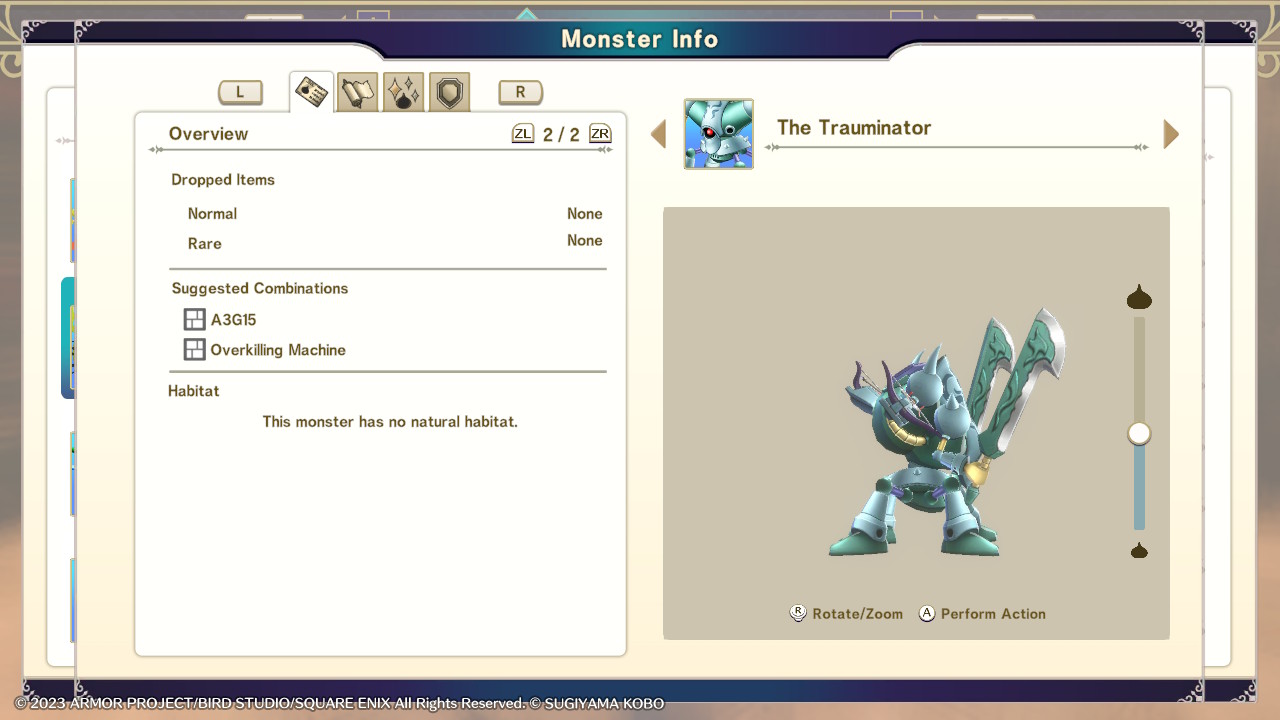 Monster Info
L
R
Overview
ZL 2 / 2 ZR
The Trauminator
Dropped Items
Normal None
Rare None
Suggested Combinations
A3G15
Overkilling Machine
Habitat
This monster has no natural habitat.
R Rotate/Zoom A Perform Action
© 2023 ARMOR PROJECT/BIRD STUDIO/SQUARE ENIX All Rights Reserved. © SUGIYAMA KOBO